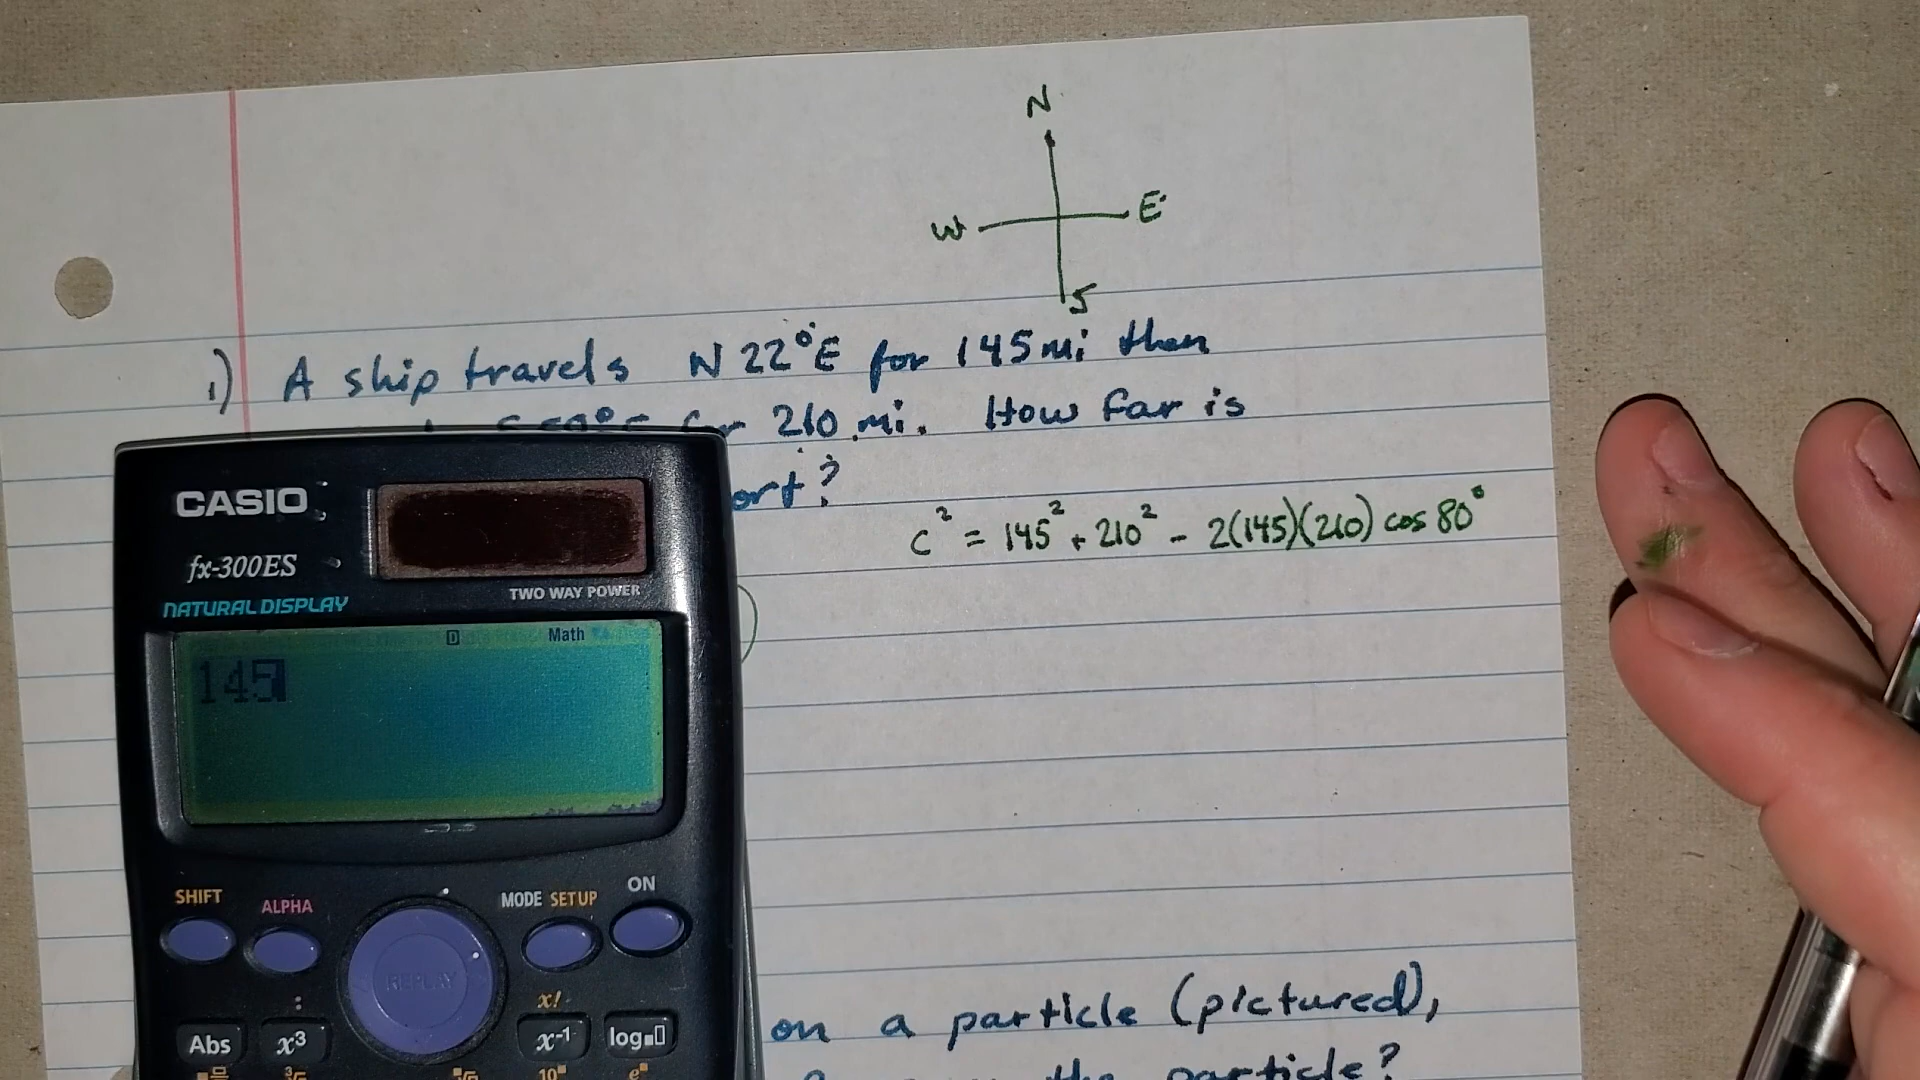 N
W E
S
1) A ship travels N 22° E for 145 mi then
210 mi. How far is
ort?
c² = 145² + 210² - 2(145)(210) cos 80°
CASIO
fx-300ES
NATURAL DISPLAY
TWO WAY POWER
D Math
145
SHIFT ALPHA MODE SETUP ON
REPLAY
: x!
Abs x³ x⁻¹ log
on a particle (pictured),
the particle?